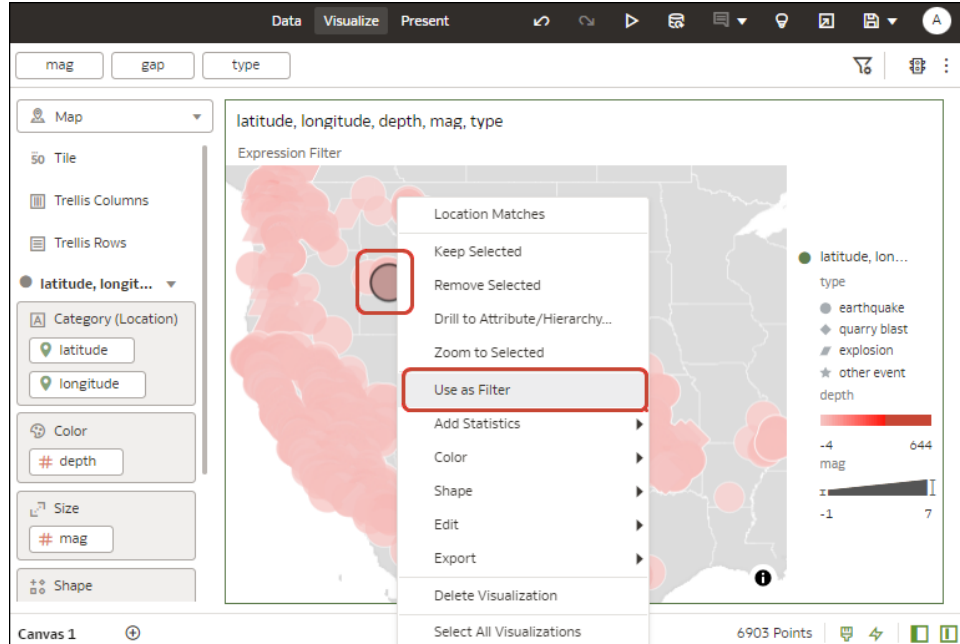 Data Visualize Present
A
mag gap type
Map
50 Tile
Trellis Columns
Trellis Rows
latitude, longit...
A Category (Location)
latitude
longitude
Color
# depth
Size
# mag
Shape
latitude, longitude, depth, mag, type
Expression Filter
Location Matches
Keep Selected
Remove Selected
Drill to Attribute/Hierarchy...
Zoom to Selected
Use as Filter
Add Statistics
Color
Shape
Edit
Export
Delete Visualization
Select All Visualizations
latitude, lon...
type
earthquake
quarry blast
explosion
other event
depth
-4 644
mag
-1 7
Canvas 1
6903 Points